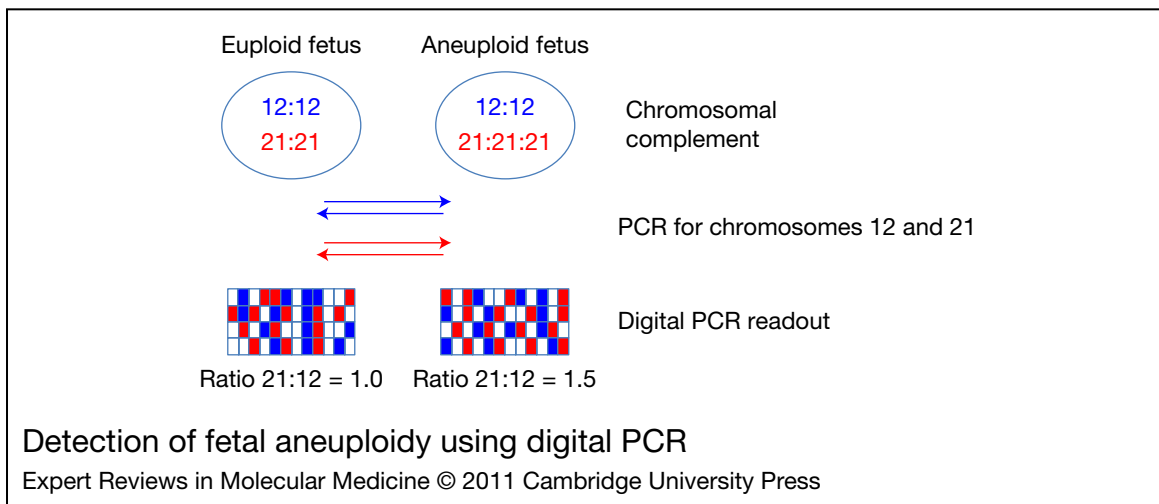 Euploid fetus Aneuploid fetus
12:12 12:12
21:21 21:21:21
Chromosomal
complement
PCR for chromosomes 12 and 21
Digital PCR readout
Ratio 21:12 = 1.0 Ratio 21:12 = 1.5
Detection of fetal aneuploidy using digital PCR
Expert Reviews in Molecular Medicine © 2011 Cambridge University Press